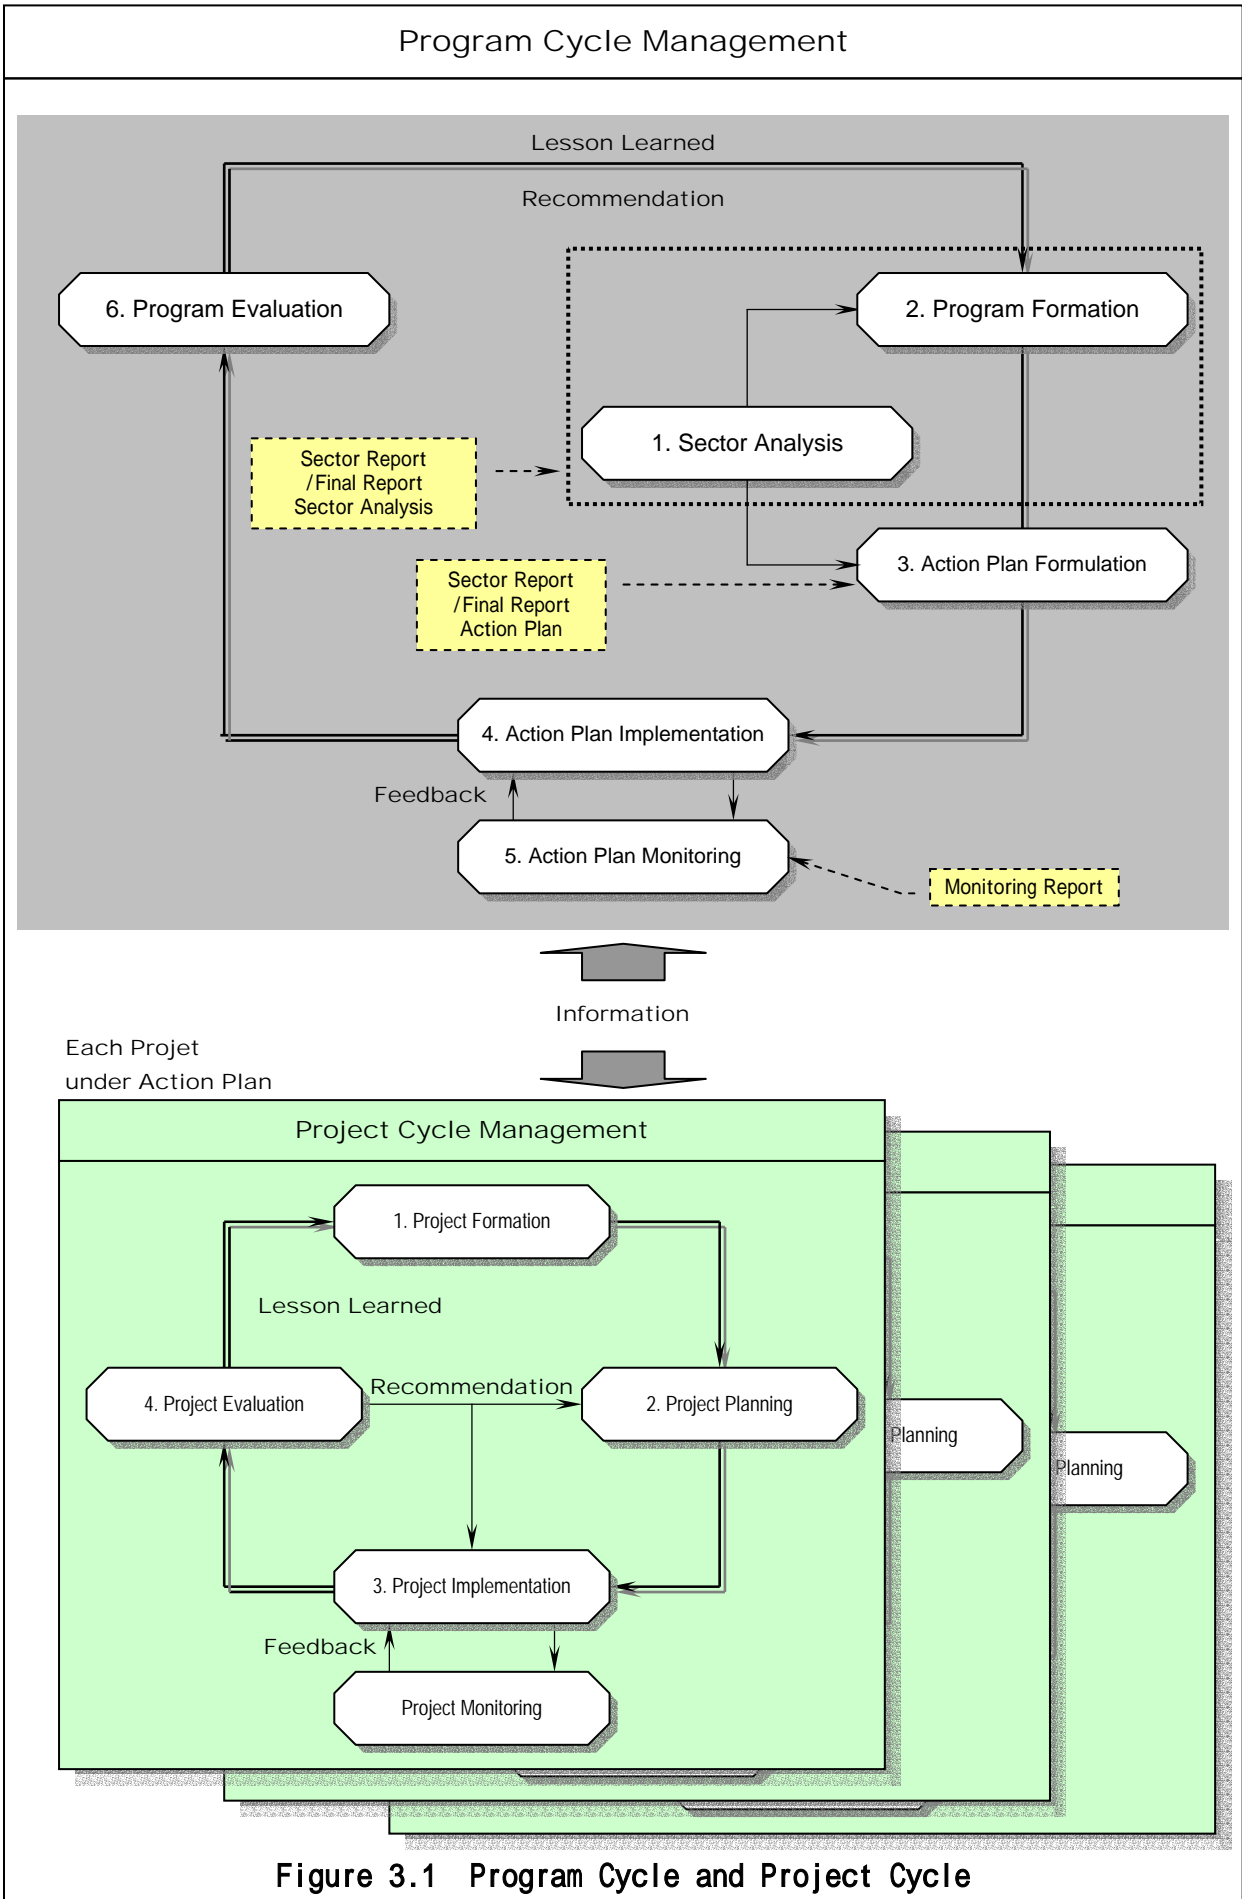 Program Cycle Management
Lesson Learned
Recommendation
6. Program Evaluation
2. Program Formation
1. Sector Analysis
Sector Report
/Final Report
Sector Analysis
3. Action Plan Formulation
Sector Report
/Final Report
Action Plan
4. Action Plan Implementation
Feedback
5. Action Plan Monitoring
Monitoring Report
Information
Each Projet
under Action Plan
Project Cycle Management
1. Project Formation
Lesson Learned
Recommendation
4. Project Evaluation
2. Project Planning
Planning
Planning
3. Project Implementation
Feedback
Project Monitoring
Figure 3.1 Program Cycle and Project Cycle